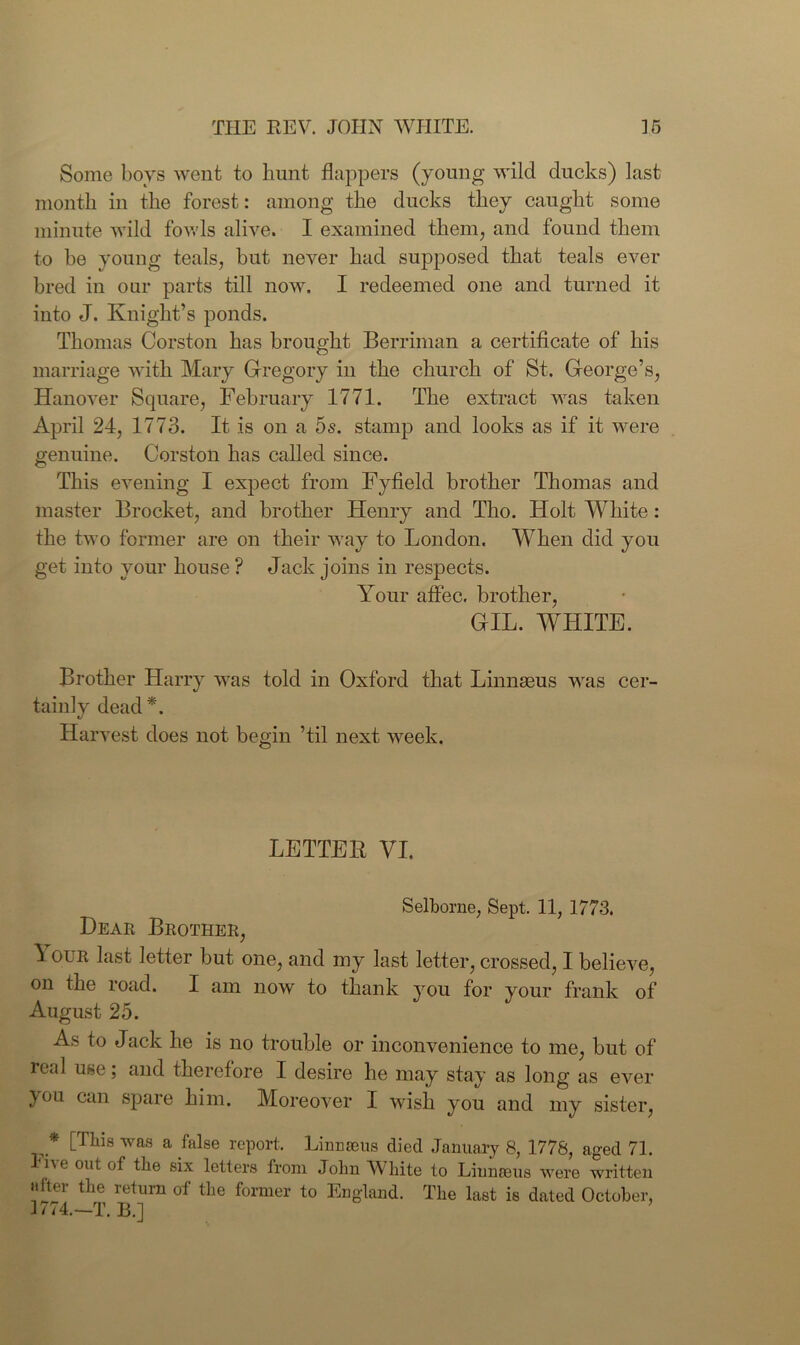 THE REV. JOHN WHITE. 15
Some boys went to hunt flappers (young wild ducks) last
month in the forest: among the ducks they caught some
minute wild fowls alive. I examined them, and found them
to be young teals, but never had supposed that teals ever
bred in our parts till now. I redeemed one and turned it
into J. Knight's ponds.
Thomas Corston has brought Berriman a certificate of his
marriage with Mary Gregory in the church of St. George's,
Hanover Square, February 1771. The extract was taken
April 24, 1773. It is on a 5s. stamp and looks as if it were
genuine. Corston has called since.
This evening I expect from Fyfield brother Thomas and
master Brocket, and brother Henry and Tho. Holt White:
the two former are on their way to London. When did you
get into your house? Jack joins in respects.
Your affec. brother,
GIL. WHITE.
Brother Harry was told in Oxford that Linnæus was cer-
tainly dead *.
Harvest does not begin 'til next week.
LETTER VI.
Selborne, Sept. 11, 1773.
Dear Brother,
Your last letter but one, and my last letter, crossed, I believe,
on the road. I am now to thank you for your frank of
August 25.
As to Jack he is no trouble or inconvenience to me, but of
real use; and therefore I desire he may stay as long as ever
you can spare him. Moreover I wish you and my sister,
* [This was a false report. Linnæus died January 8, 1778, aged 71.
Five out of the six letters from John White to Linnæus were written
after the return of the former to England. The last is dated October,
1774.—T. B.]